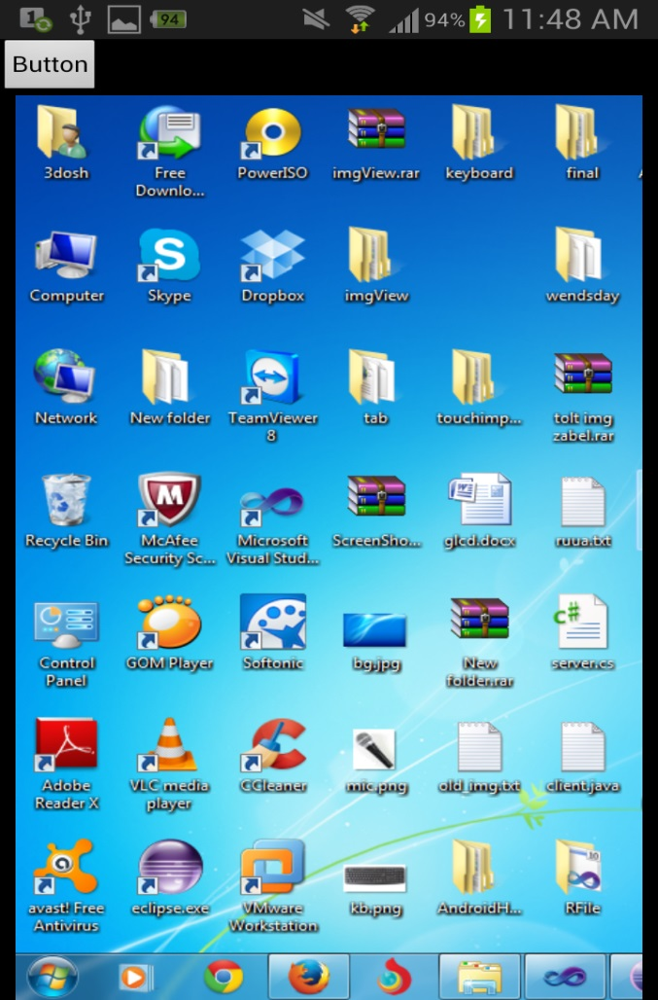 94
94% 11:48 AM
Button
3dosh
Free
Downlo...
PowerISO
imgView.rar
keyboard
final
Computer
Skype
Dropbox
imgView
wendsday
Network
New folder
TeamViewer
8
tab
touchimp...
tolt img
zabel.rar
Recycle Bin
McAfee
Security Sc...
Microsoft
Visual Stud...
ScreenSho...
glcd.docx
ruua.txt
Control
Panel
GOM Player
Softonic
bg.jpg
New
folder.rar
server.cs
Adobe
Reader X
VLC media
player
CCleaner
mic.png
old_img.txt
client.java
avast! Free
Antivirus
eclipse.exe
VMware
Workstation
kb.png
AndroidH...
RFile